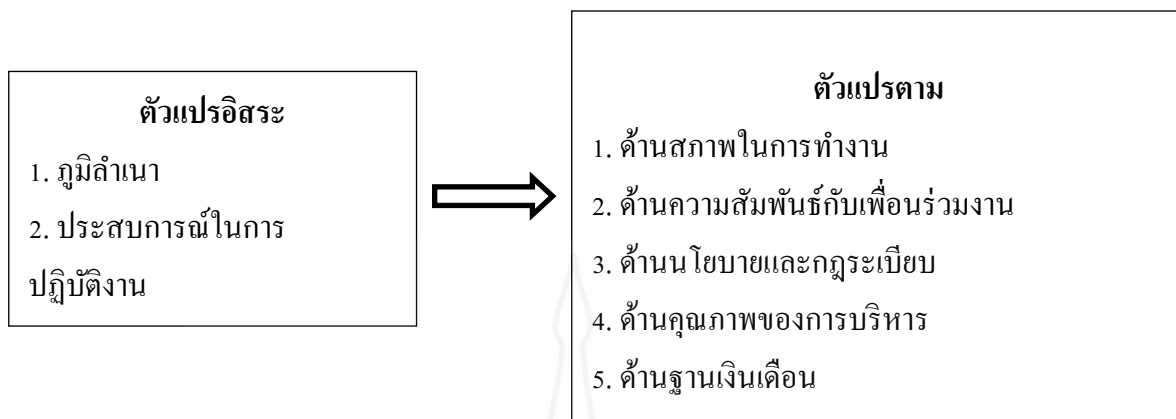 ตัวแปรอิสระ
1. ภูมิลำเนา
2. ประสบการณ์ในการ
ปฏิบัติงาน
ตัวแปรตาม
1. ด้านสภาพในการทำงาน
2. ด้านความสัมพันธ์กับเพื่อนร่วมงาน
3. ด้านนโยบายและกฎระเบียบ
4. ด้านคุณภาพของการบริหาร
5. ด้านฐานเงินเดือน